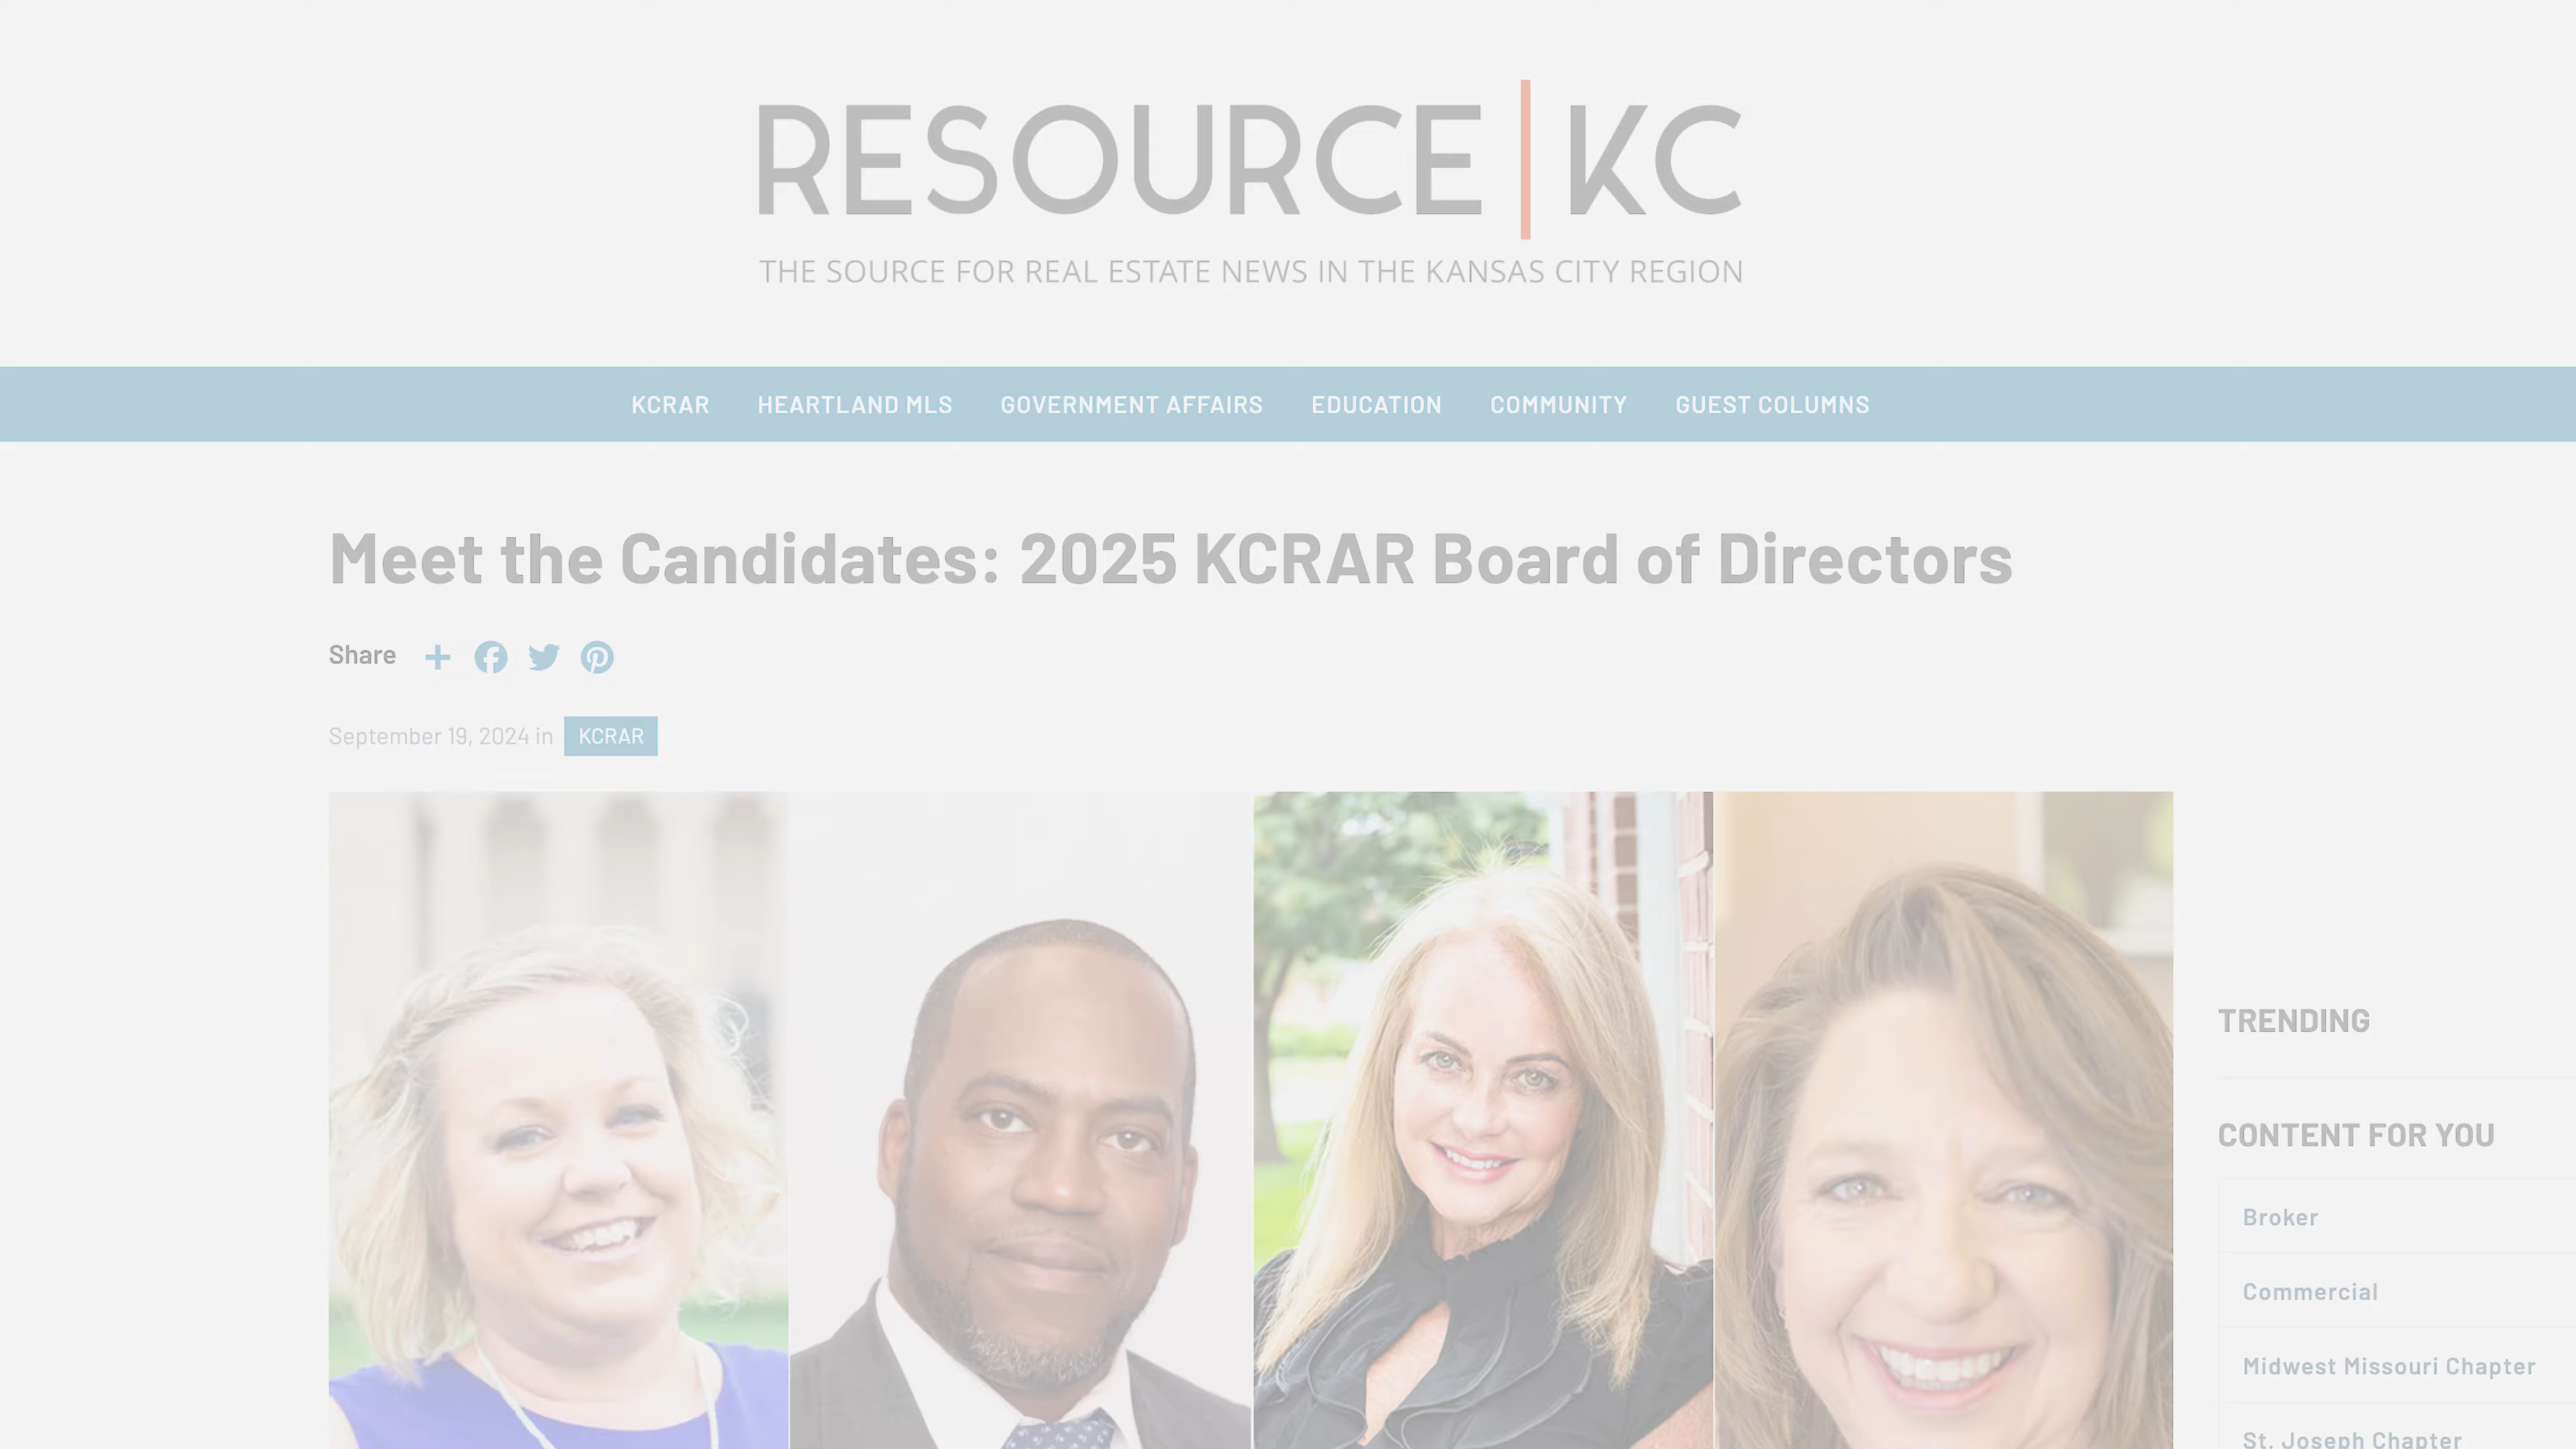 RESOURCE | KC
THE SOURCE FOR REAL ESTATE NEWS IN THE KANSAS CITY REGION
KCRAR HEARTLAND MLS GOVERNMENT AFFAIRS EDUCATION COMMUNITY GUEST COLUMNS
Meet the Candidates: 2025 KCRAR Board of Directors
Share
September 19, 2024 in KCRAR
TRENDING
CONTENT FOR YOU
Broker
Commercial
Midwest Missouri Chapter
St. Joseph Chapter